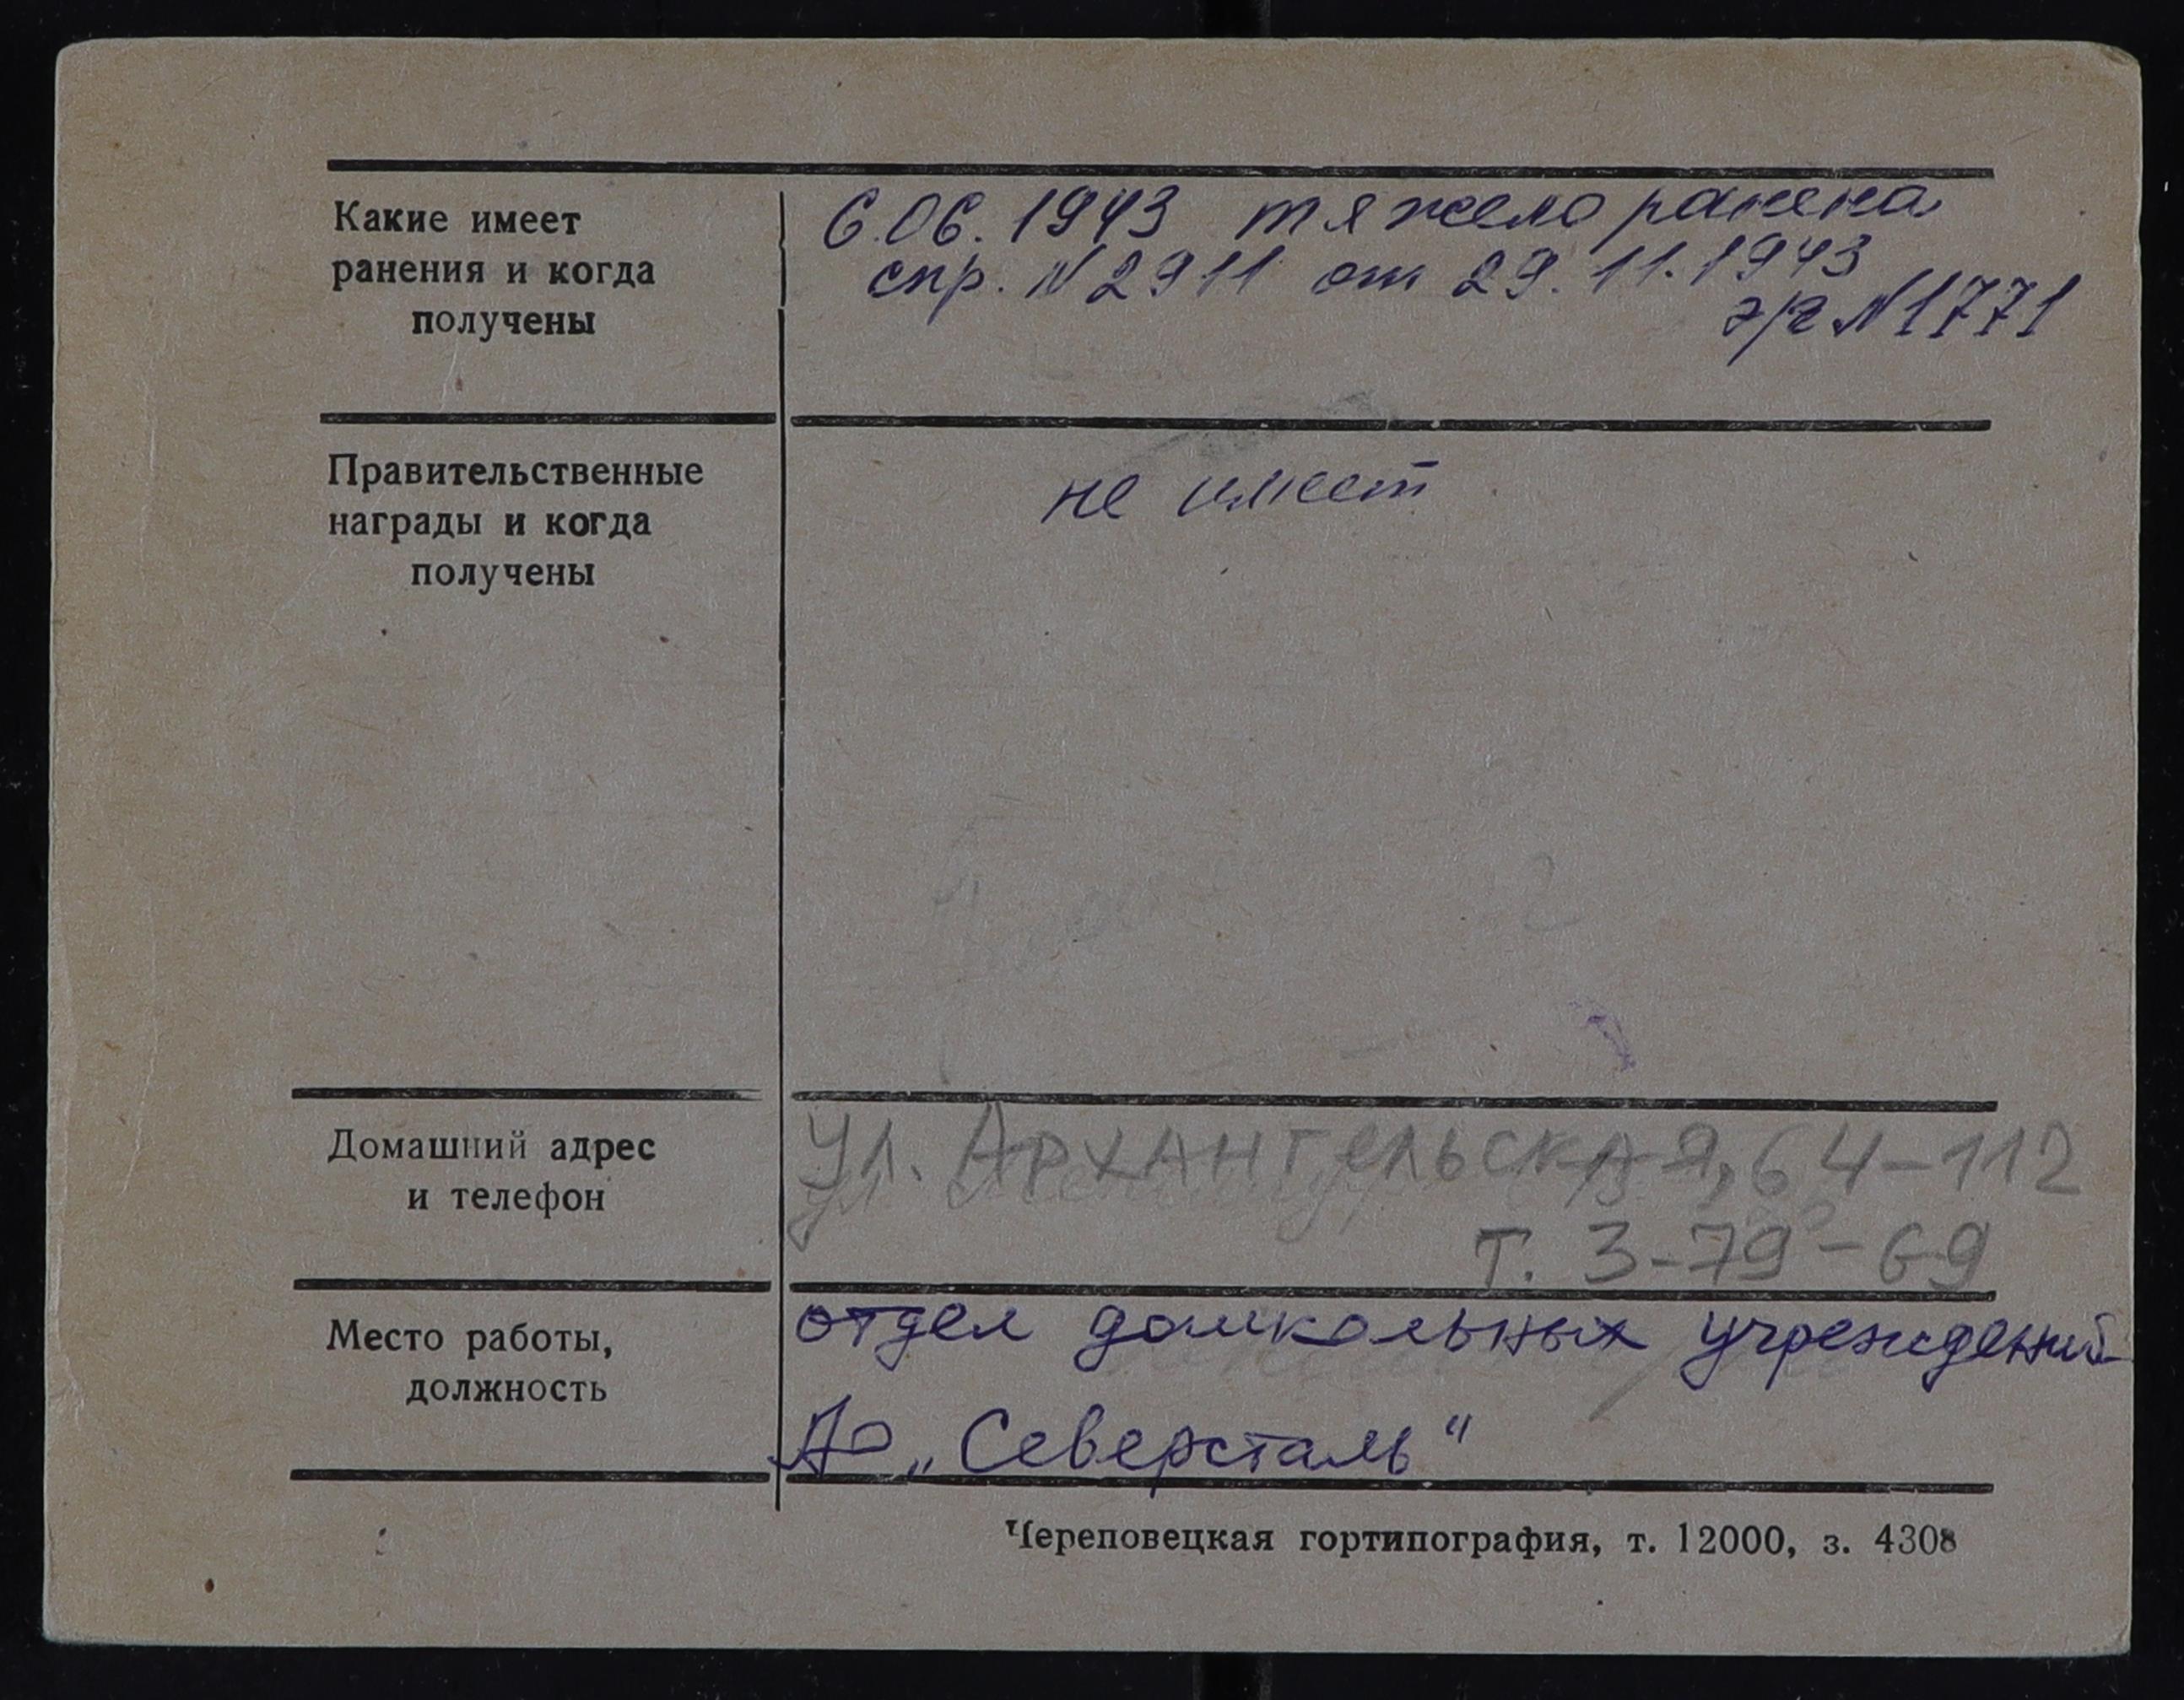 Какие имеет
ранения и когда
получены
6.06.1943 тяжело ранена
спр. №2911 от 29.11.1943
э/г №1771
Правительственные
награды и когда
получены
не имеет
Домашний адрес
и телефон
ул. Архангельская, 64-112
т. 3-79-69
Место работы,
должность
отдел дошкольных учреждений
АО „Северсталь"
Череповецкая гортипография, т. 12000, з. 4308